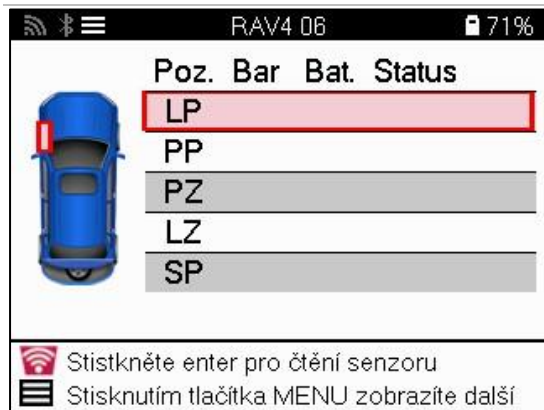 RAV4 06 71%
Poz. Bar Bat. Status
LP
PP
PZ
LZ
SP
Stistkněte enter pro čtění senzoru
Stisknutím tlačítka MENU zobrazíte další